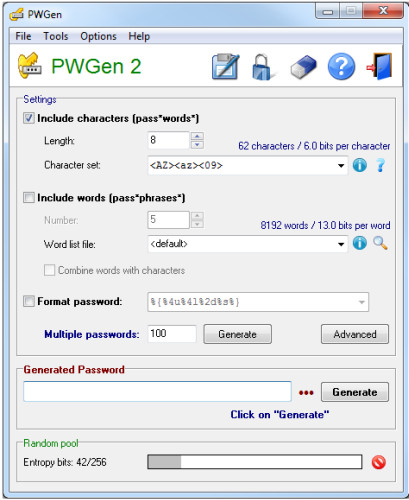 PWGen
File Tools Options Help
PWGen 2
Settings
Include characters (pass*words*)
Length: 8 62 characters / 6.0 bits per character
Character set: <AZ><az><09>
Include words (pass*phrases*)
Number: 5 8192 words / 13.0 bits per word
Word list file: <default>
Combine words with characters
Format password: %{%4u%4l%2d%s%}
Multiple passwords: 100 Generate Advanced
Generated Password
Generate
Click on "Generate"
Random pool
Entropy bits: 42/256